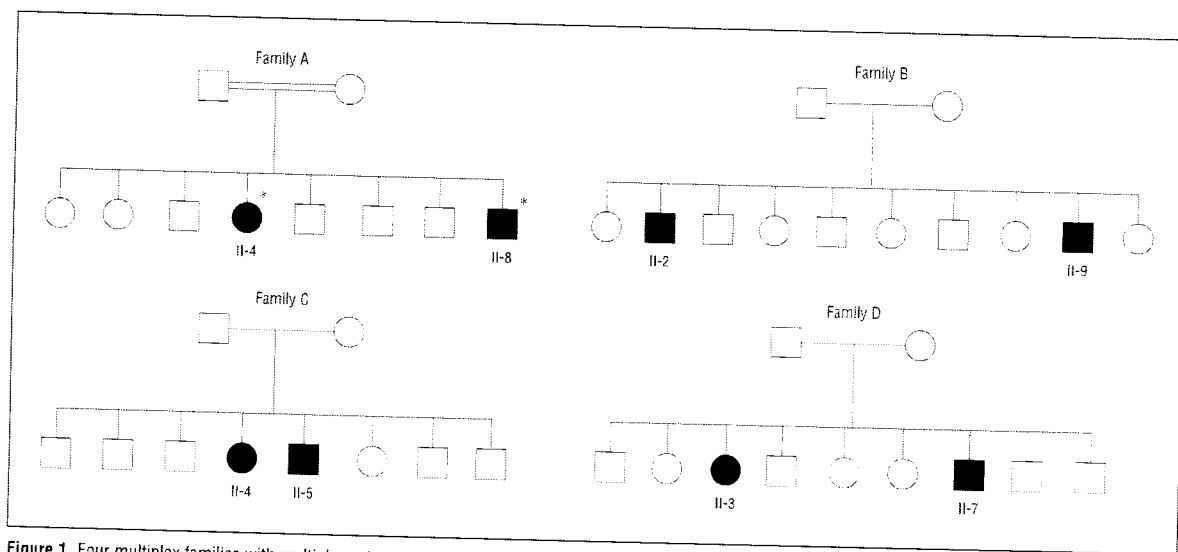 Family A
Family B
*
*
II-4
II-8
II-2
II-9
Family C
Family D
II-4
II-5
II-3
II-7
Figure 1. Four multiplex families with